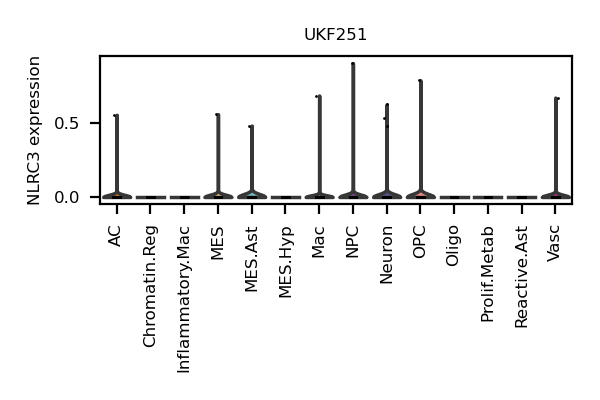 UKF251
NLRC3 expression
0.5
0.0
AC
Chromatin.Reg
Inflammatory.Mac
MES
MES.Ast
MES.Hyp
Mac
NPC
Neuron
OPC
Oligo
Prolif.Metab
Reactive.Ast
Vasc